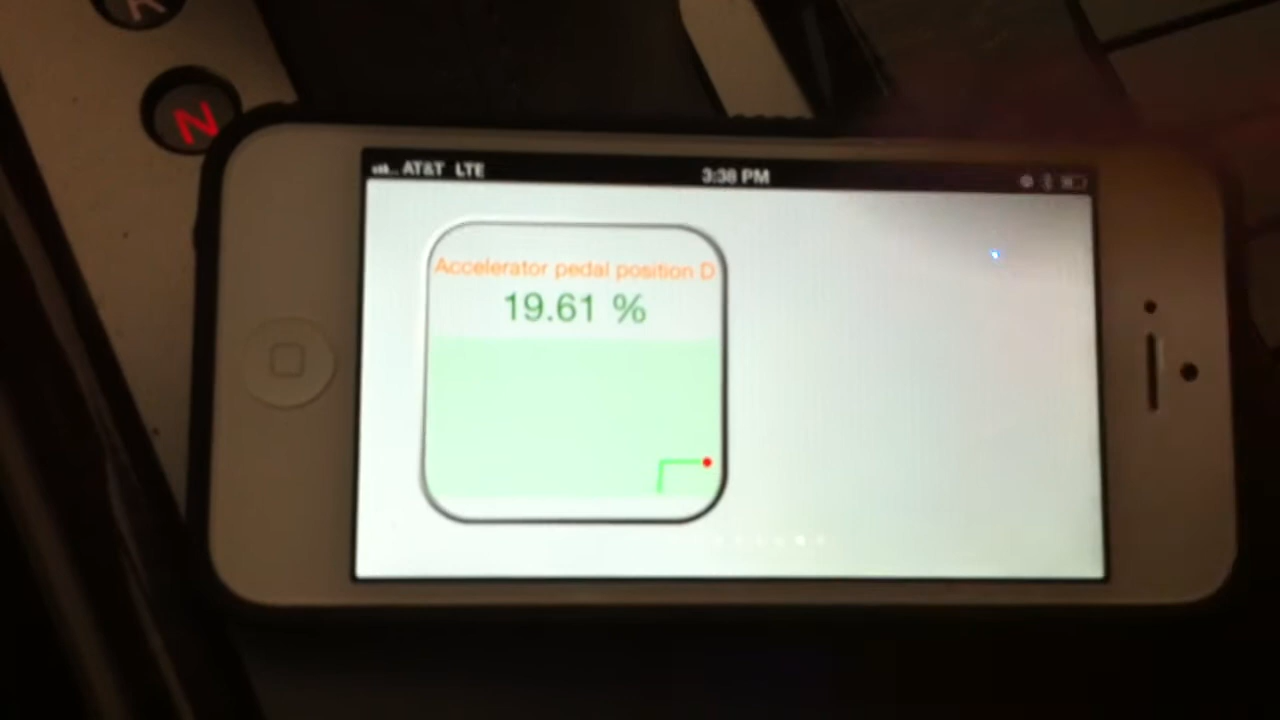 R
N
AT&T LTE
3:38 PM
Accelerator pedal position D
19.61 %